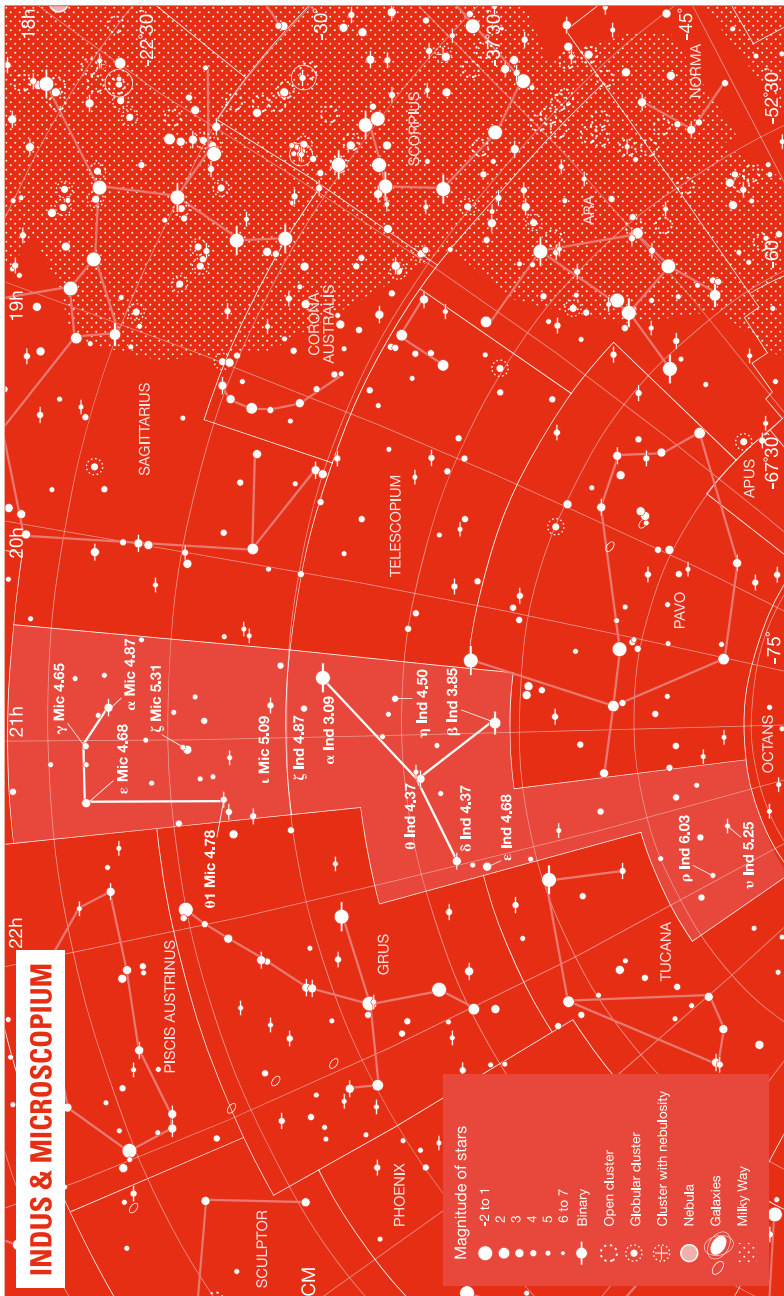 INDUS & MICROSCOPIUM
18h
19h
20h
21h
22h
-22°30'
-30°
-37°30'
-45°
-52°30'
-60°
-67°30'
-75°
NORMA
SCORPIUS
ARA
CORONA
AUSTRALIS
SAGITTARIUS
TELESCOPIUM
APUS
PAVO
OCTANS
γ Mic 4.65
α Mic 4.87
ε Mic 4.68
ζ Mic 5.31
ι Mic 5.09
θ1 Mic 4.78
ζ Ind 4.87
α Ind 3.09
η Ind 4.50
β Ind 3.85
θ Ind 4.37
δ Ind 4.37
ε Ind 4.68
ρ Ind 6.03
υ Ind 5.25
PISCIS AUSTRINUS
GRUS
TUCANA
PHOENIX
SCULPTOR
CM
Magnitude of stars
-2 to 1
2
3
4
5
6 to 7
Binary
Open cluster
Globular cluster
Cluster with nebulosity
Nebula
Galaxies
Milky Way